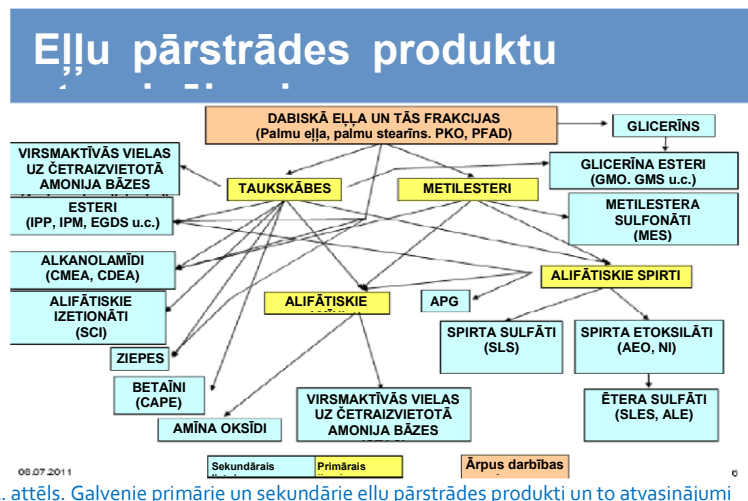 Eļļu pārstrādes produktu
DABISKĀ EĻĻA UN TĀS FRAKCIJAS
(Palmu eļļa, palmu stearīns. PKO, PFAD)
GLICERĪNS
VIRSMAKTĪVĀS VIELAS
UZ ČETRAIZVIETOTĀ
AMONIJA BĀZES
TAUKSKĀBES
METILESTERI
GLICERĪNA ESTERI
(GMO. GMS u.c.)
ESTERI
(IPP, IPM, EGDS u.c.)
METILESTERA
SULFONĀTI
(MES)
ALKANOLAMĪDI
(CMEA, CDEA)
ALIFĀTISKIE SPIRTI
ALIFĀTISKIE
IZETIONĀTI
(SCI)
ALIFĀTISKIE
APG
SPIRTA SULFĀTI
(SLS)
SPIRTA ETOKSILĀTI
(AEO, NI)
ZIEPES
BETAĪNI
(CAPE)
VIRSMAKTĪVĀS VIELAS
UZ ČETRAIZVIETOTĀ
AMONIJA BĀZES
ĒTERA SULFĀTI
(SLES, ALE)
AMĪNA OKSĪDI
08.07.2011
Sekundārais
Primārais
Ārpus darbības
6
. attēls. Galvenie primārie un sekundārie eļļu pārstrādes produkti un to atvasinājumi